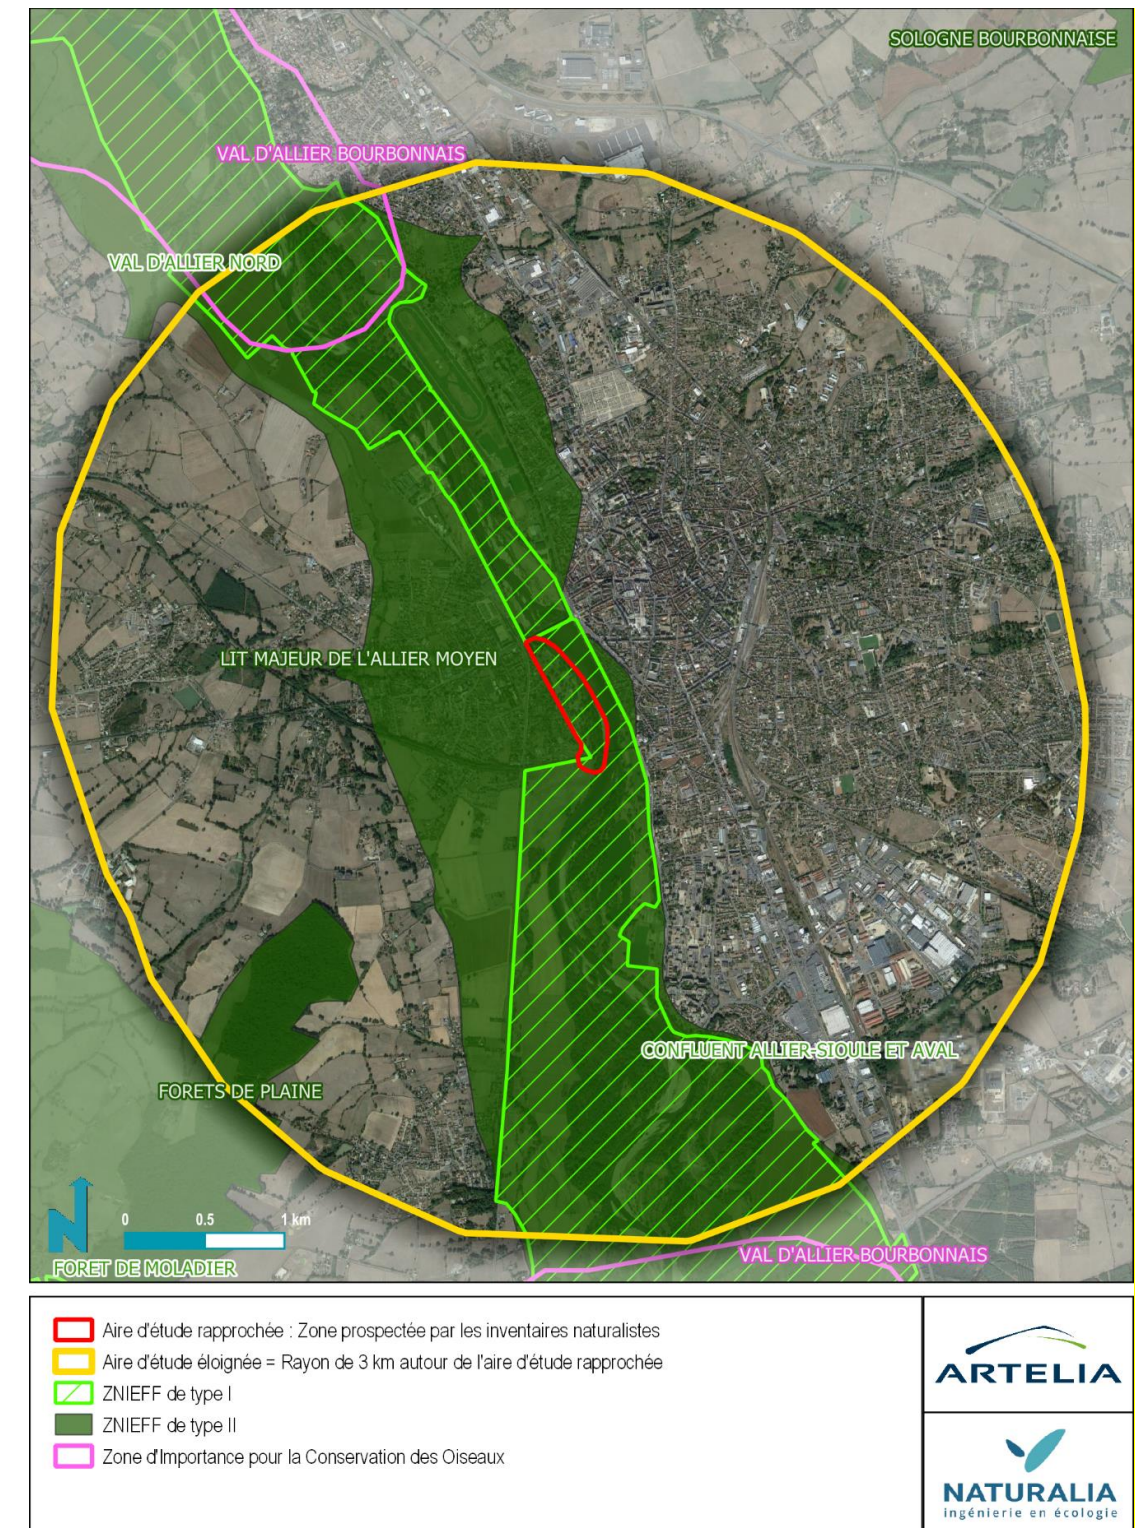 SOLOGNE BOURBONNAISE
VAL D'ALLIER BOURBONNAIS
VAL D'ALLIER NORD
LIT MAJEUR DE L'ALLIER MOYEN
CONFLUENT ALLIER-SIOULE ET AVAL
FORETS DE PLAINE
N
0 0.5 1 km
VAL D'ALLIER BOURBONNAIS
FORET DE MOLADIER
Aire d'étude rapprochée : Zone prospectée par les inventaires naturalistes
Aire d'étude éloignée = Rayon de 3 km autour de l'aire d'étude rapprochée
ZNIEFF de type I
ZNIEFF de type II
Zone d'Importance pour la Conservation des Oiseaux
ARTELIA
NATURALIA
ingénierie en écologie